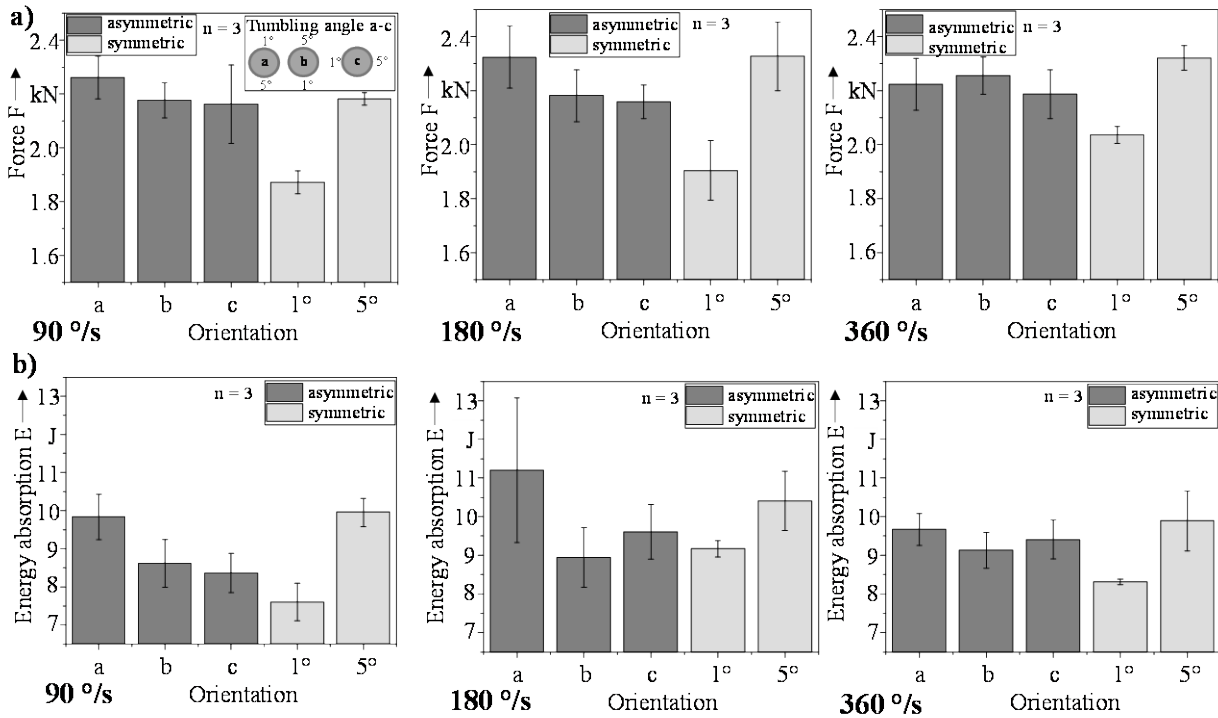 a)
asymmetric
symmetric
n = 3
Tumbling angle a-c
1°
5°
a
b
1°
c
5°
5°
1°
Force F
2.4
kN
2.0
1.8
1.6
a b c 1° 5°
90 °/s
Orientation
asymmetric
symmetric
n = 3
Force F
2.4
kN
2.0
1.8
1.6
a b c 1° 5°
180 °/s
Orientation
asymmetric
symmetric
n = 3
Force F
2.4
kN
2.0
1.8
1.6
a b c 1° 5°
360 °/s
Orientation
b)
n = 3
asymmetric
symmetric
Energy absorption E
13
J
11
10
9
8
7
a b c 1° 5°
90 °/s
Orientation
n = 3
asymmetric
symmetric
Energy absorption E
13
J
11
10
9
8
7
a b c 1° 5°
180 °/s
Orientation
n = 3
asymmetric
symmetric
Energy absorption E
13
J
11
10
9
8
7
a b c 1° 5°
360 °/s
Orientation